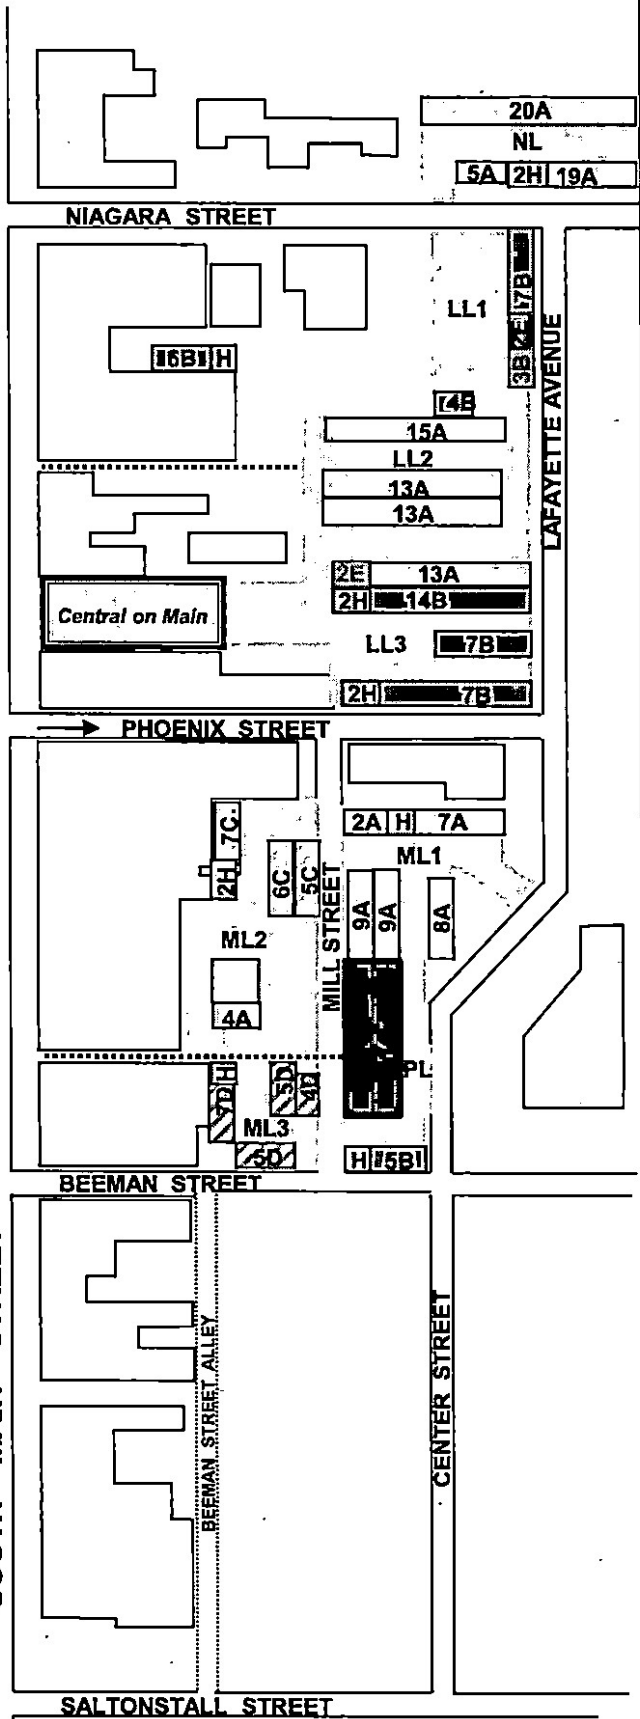 20A
NL
5A 2H 19A
NIAGARA STREET
17B
LL1
2E
3B
6B H
LAFAYETTE AVENUE
4B
15A
LL2
13A
13A
2E 13A
2H 14B
Central on Main
LL3 7B
2H 7B
PHOENIX STREET
7C
2A H 7A
ML1
2H
6C 5C
MILL STREET
9A 9A 8A
ML2
4A
PL
H 5D 4D
7D
ML3
5D
H 5B
BEEMAN STREET
BEEMAN STREET ALLEY
CENTER STREET
SALTONSTALL STREET